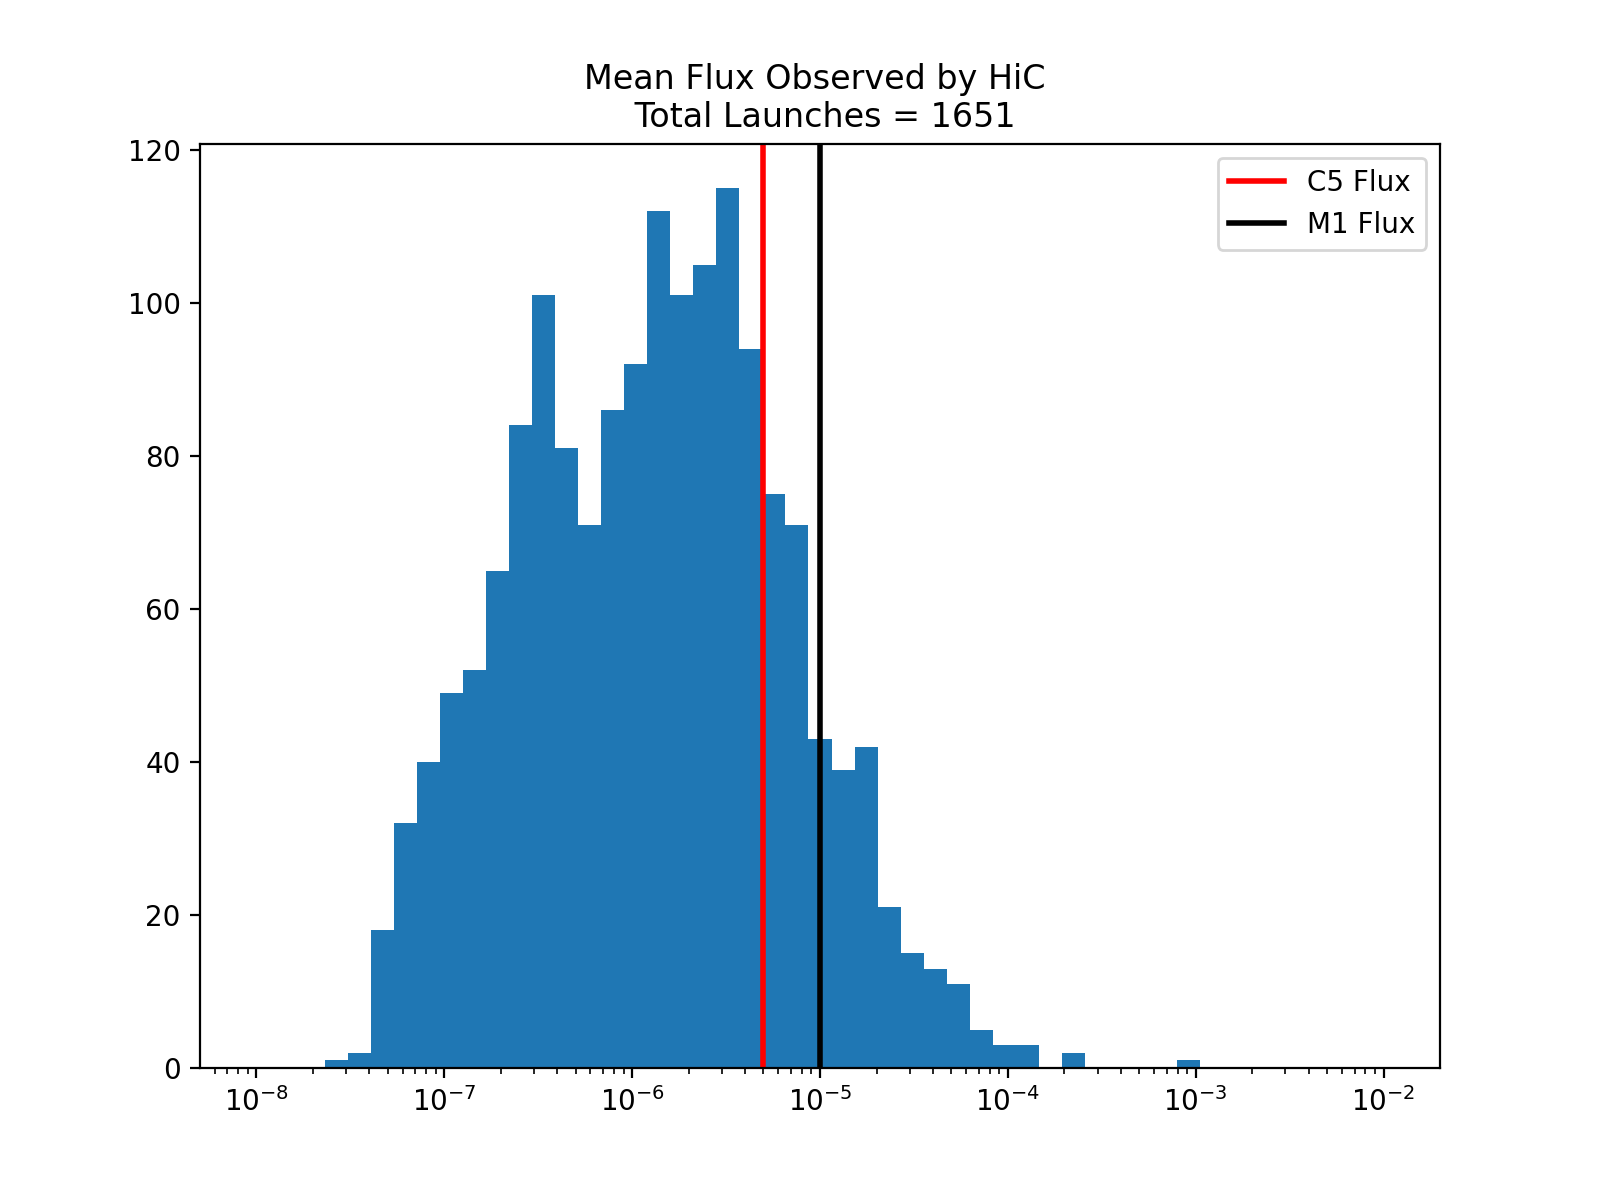 Mean Flux Observed by HiC
Total Launches = 1651
C5 Flux
M1 Flux
120
100
80
60
40
20
0
10⁻⁸ 10⁻⁷ 10⁻⁶ 10⁻⁵ 10⁻⁴ 10⁻³ 10⁻²